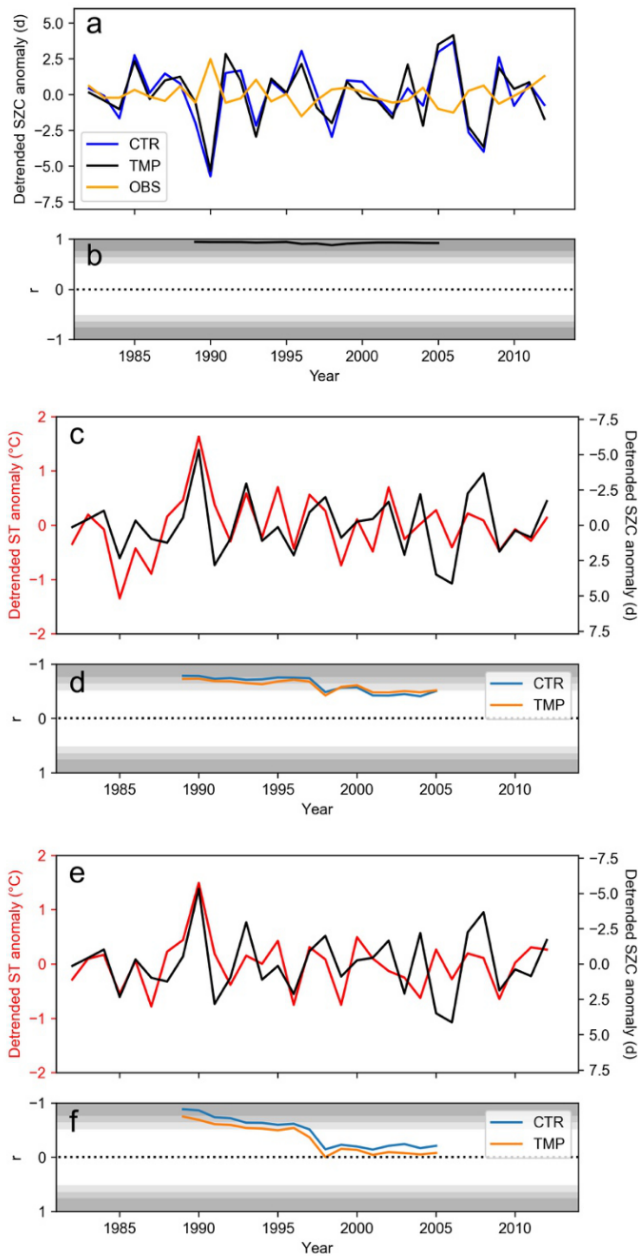 a
Detrended SZC anomaly (d)
5.0
2.5
0.0
−2.5
−5.0
−7.5
CTR
TMP
OBS
b
r
1
0
−1
1985 1990 1995 2000 2005 2010
Year
c
Detrended ST anomaly (°C)
2
1
0
−1
−2
Detrended SZC anomaly (d)
−7.5
−5.0
−2.5
0.0
2.5
5.0
7.5
d
r
−1
0
1
CTR
TMP
1985 1990 1995 2000 2005 2010
Year
e
Detrended ST anomaly (°C)
2
1
0
−1
−2
Detrended SZC anomaly (d)
−7.5
−5.0
−2.5
0.0
2.5
5.0
7.5
f
r
−1
0
1
CTR
TMP
1985 1990 1995 2000 2005 2010
Year